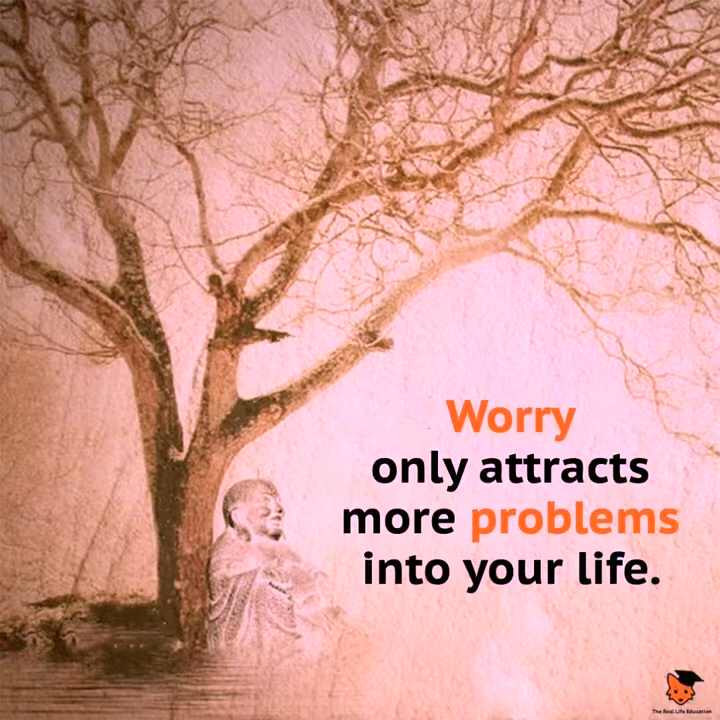 Worry
only attracts
more problems
into your life.
The Real Life Education